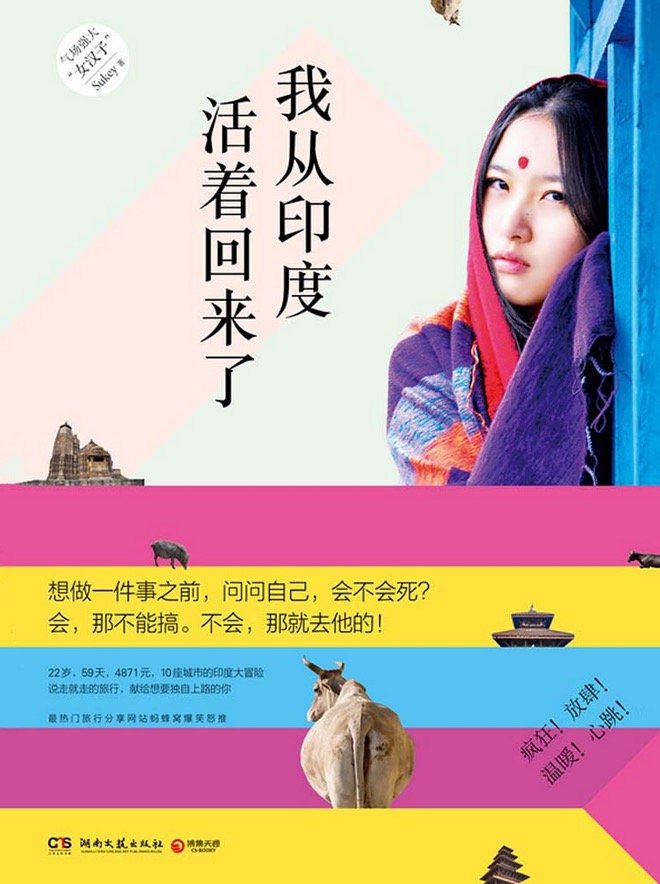 气场强大
“女汉子”
Sukey 著
我从印度
活着回来了
想做一件事之前，问问自己，会不会死？
会，那不能搞。不会，那就去他的！
22岁，59天，4871元，10座城市的印度大冒险
说走就走的旅行，献给想要独自上路的你
最热门旅行分享网站蚂蜂窝爆笑怒推
疯狂！放肆！
温暖！心跳！
湖南文艺出版社
博集天卷
CS-BOOKY